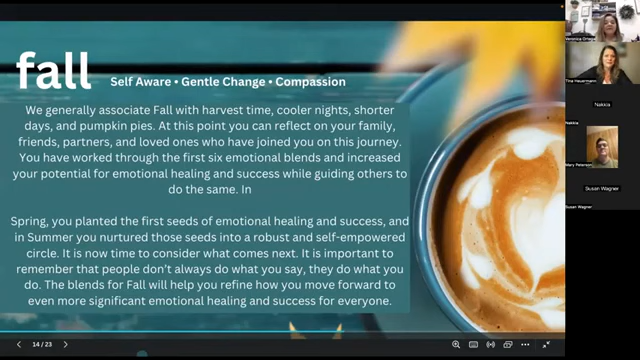 fall
Self Aware • Gentle Change • Compassion
We generally associate Fall with harvest time, cooler nights, shorter
days, and pumpkin pies. At this point you can reflect on your family,
friends, partners, and loved ones who have joined you on this journey.
You have worked through the first six emotional blends and increased
your potential for emotional healing and success while guiding others to
do the same. In
Spring, you planted the first seeds of emotional healing and success, and
in Summer you nurtured those seeds into a robust and self-empowered
circle. It is now time to consider what comes next. It is important to
remember that people don't always do what you say, they do what you
do. The blends for Fall will help you refine how you move forward to
even more significant emotional healing and success for everyone.
14 / 23
Veronica Ortega
Tina Heuermann
Nakkia
Nakkia
Mary Peterson
Susan Wagner
Susan Wagner